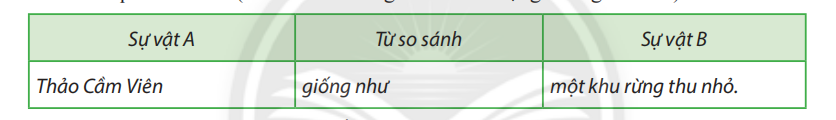 Sự vật A Từ so sánh Sự vật B
Thảo Cầm Viên giống như một khu rừng thu nhỏ.